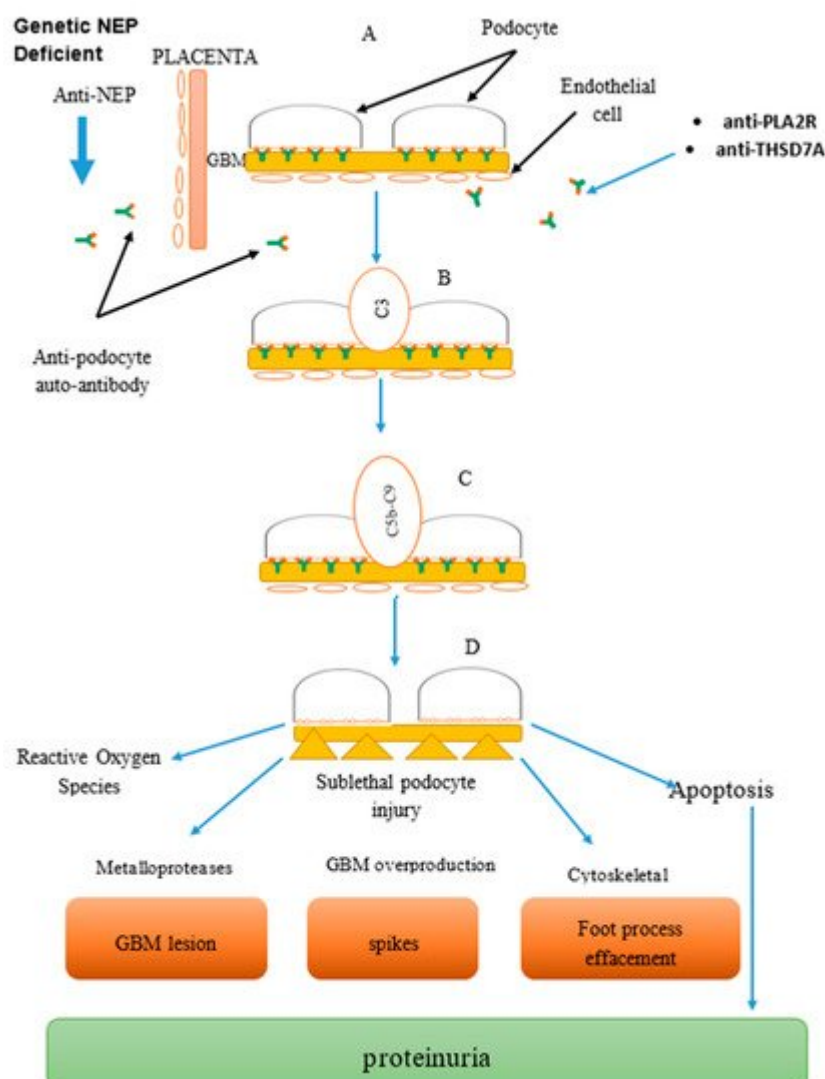 Genetic NEP
Deficient
PLACENTA
Anti-NEP
A
Podocyte
Endothelial
cell
• anti-PLA2R
• anti-THSD7A
GBM
Anti-podocyte
auto-antibody
B
C3
C
C5b-C9
D
Reactive Oxygen
Species
Sublethal podocyte
injury
Apoptosis
Metalloproteases
GBM overproduction
Cytoskeletal
GBM lesion
spikes
Foot process
effacement
proteinuria